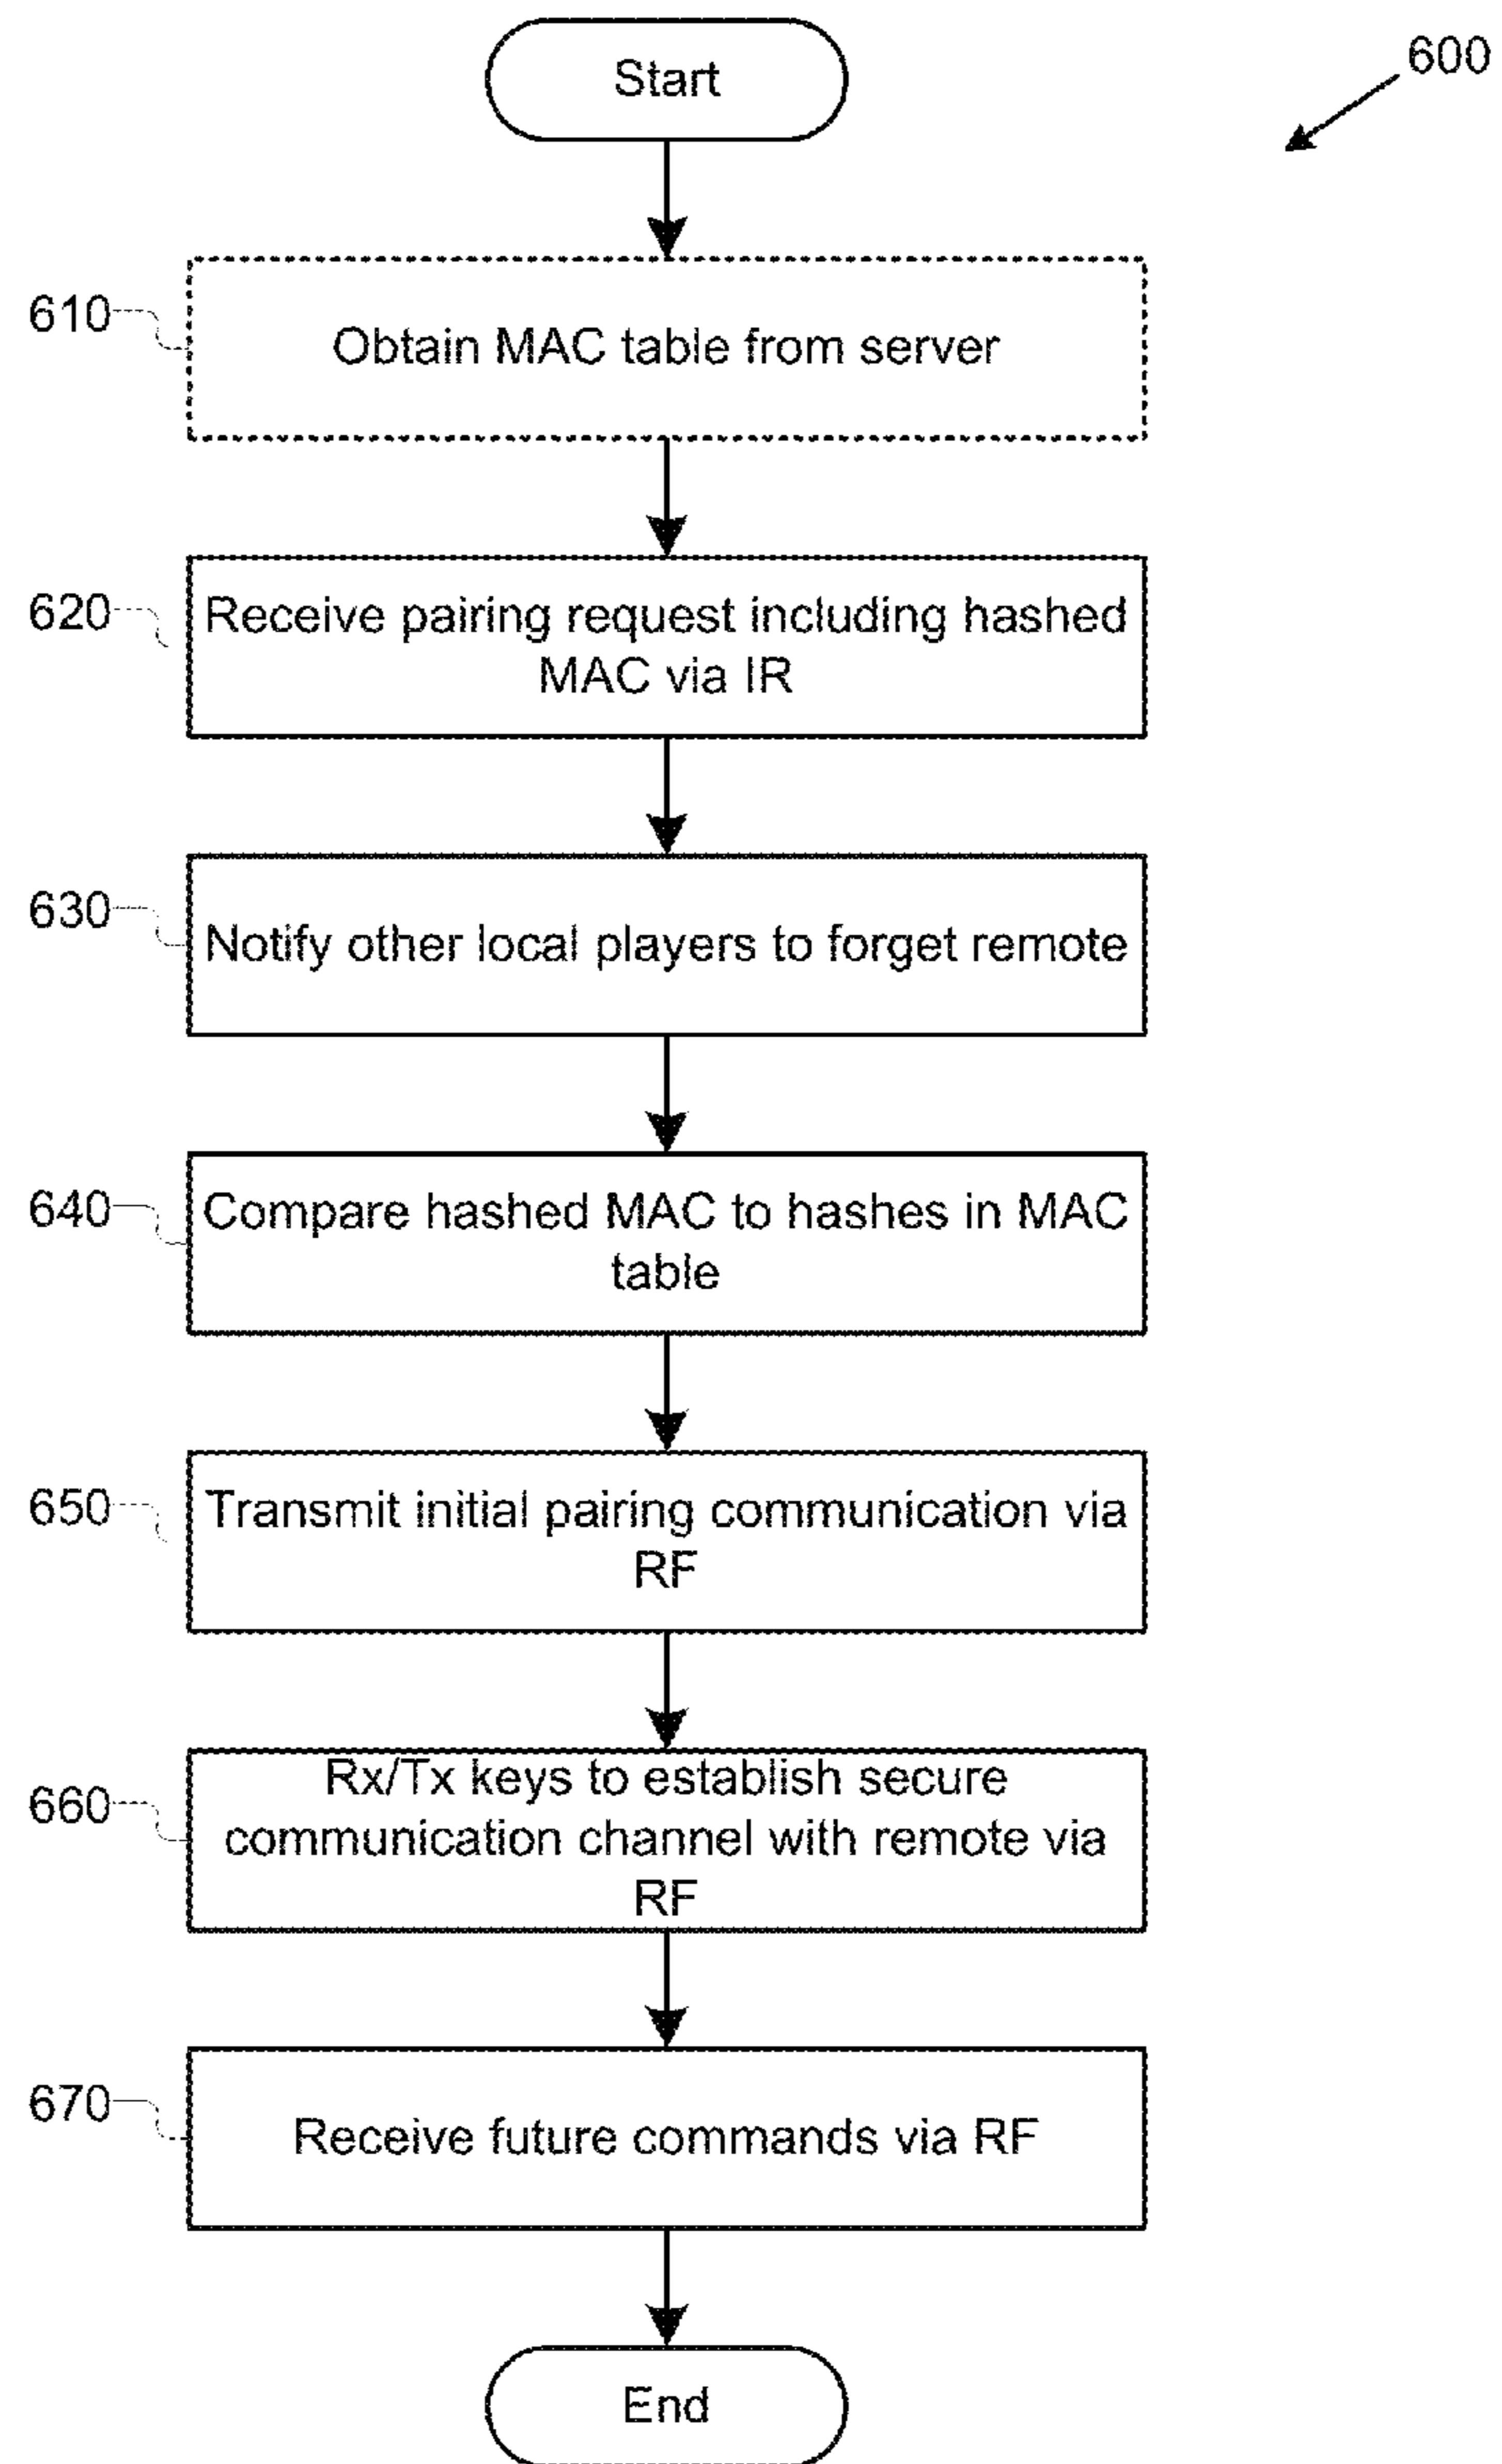 Start
600
610
Obtain MAC table from server
620
Receive pairing request including hashed
MAC via IR
630
Notify other local players to forget remote
640
Compare hashed MAC to hashes in MAC
table
650
Transmit initial pairing communication via
RF
660
Rx/Tx keys to establish secure
communication channel with remote via
RF
670
Receive future commands via RF
End